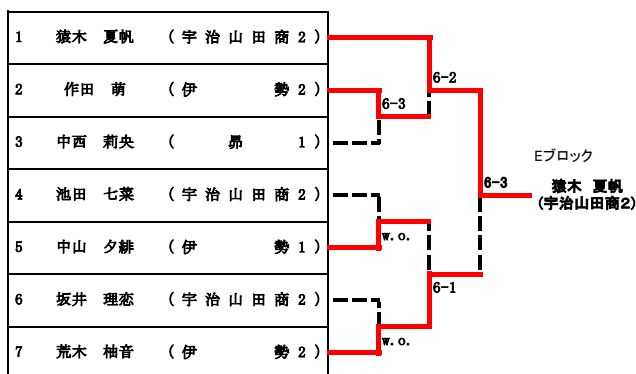 1 猿木 夏帆 (宇治山田商2)
2 作田 萌 (伊 勢2)
3 中西 莉央 (昴 1)
4 池田 七菜 (宇治山田商2)
5 中山 夕緋 (伊 勢1)
6 坂井 理恋 (宇治山田商2)
7 荒木 柚音 (伊 勢2)
6-2
6-3
Eブロック
6-3
猿木 夏帆
(宇治山田商2)
w.o.
6-1
w.o.